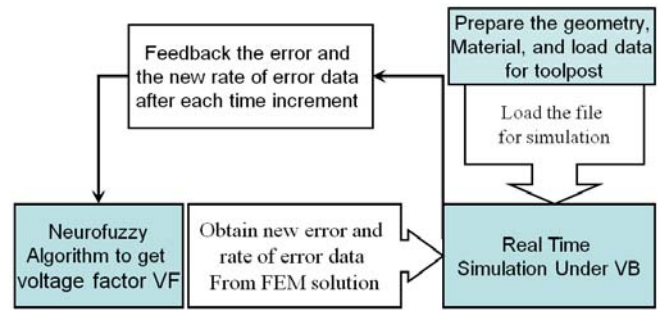 Feedback the error and
the new rate of error data
after each time increment
Prepare the geometry,
Material, and load data
for toolpost
Load the file
for simulation
Neurofuzzy
Algorithm to get
voltage factor VF
Obtain new error and
rate of error data
From FEM solution
Real Time
Simulation Under VB